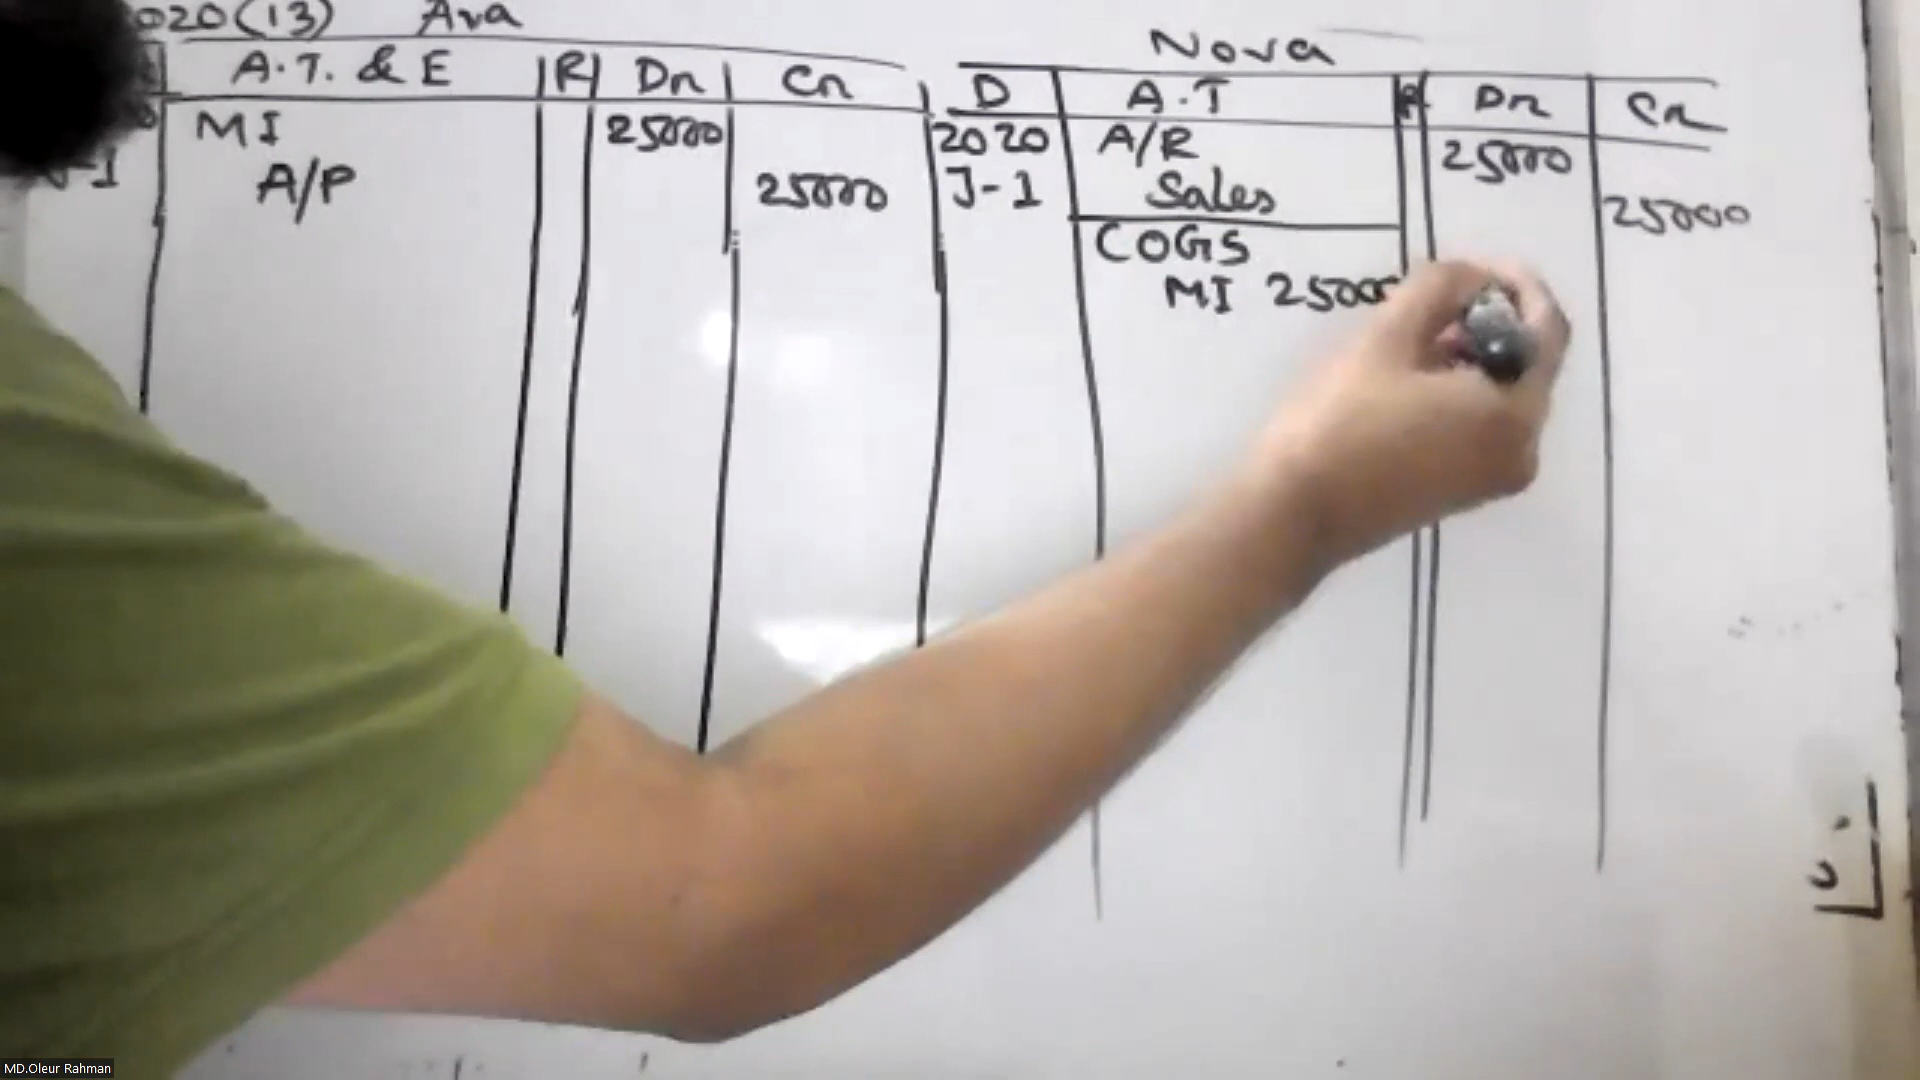 2020(13) Ava
A.T. & E R Dr Cr
MI 25000
A/P 25000
Nova
D A.T R Dr Cr
2020 A/R 25000
J-1 Sales 25000
COGS
MI 25000
MD.Oleur Rahman